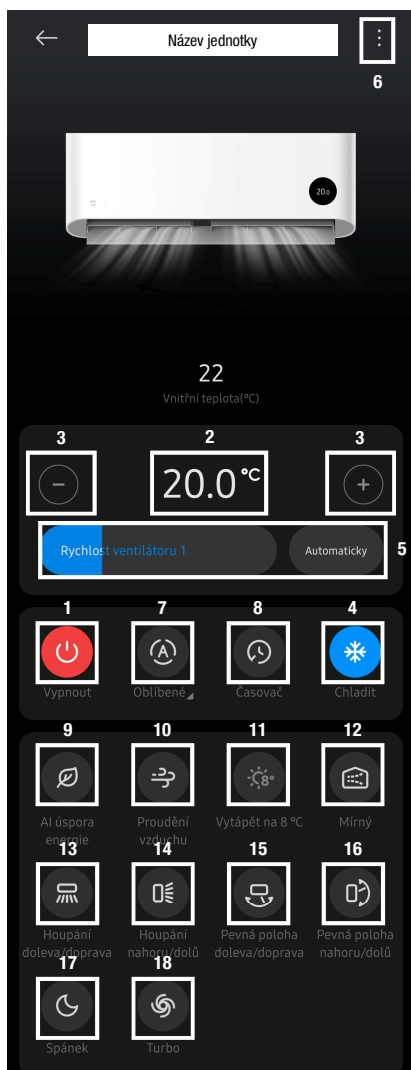 Název jednotky
6
20.0
22
Vnitřní teplota(°C)
3 2 3
20.0 °C
Rychlost ventilátoru 1 Automaticky 5
1 7 8 4
A
Vypnout Oblíbené Časovač Chladit
9 10 11 12
8°
AI úspora energie Proudění vzduchu Vytápět na 8 °C Mírný
13 14 15 16
Houpání doleva/doprava Houpání nahoru/dolů Pevná poloha doleva/doprava Pevná poloha nahoru/dolů
17 18
Spánek Turbo